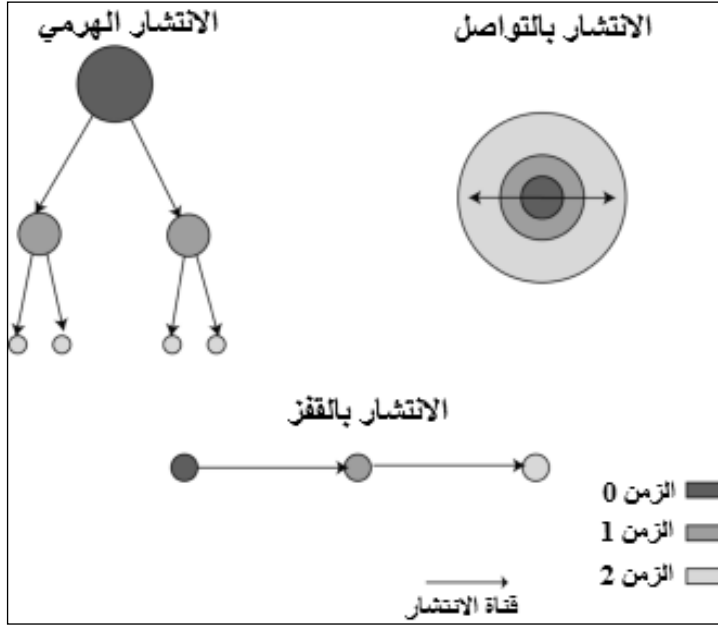 الانتشار بالتواصل
الانتشار الهرمي
الانتشار بالقفز
الزمن 0
الزمن 1
الزمن 2
قناة الانتشار